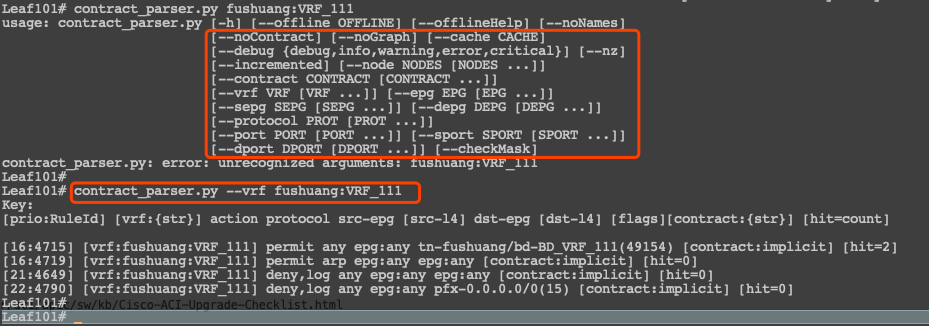 Leaf101# contract_parser.py fushuang:VRF_111
usage: contract_parser.py [-h] [--offline OFFLINE] [--offlineHelp] [--noNames]
[--noContract] [--noGraph] [--cache CACHE]
[--debug {debug,info,warning,error,critical}] [--nz]
[--incremented] [--node NODES [NODES ...]]
[--contract CONTRACT [CONTRACT ...]]
[--vrf VRF [VRF ...]] [--epg EPG [EPG ...]]
[--sepg SEPG [SEPG ...]] [--depg DEPG [DEPG ...]]
[--protocol PROT [PROT ...]]
[--port PORT [PORT ...]] [--sport SPORT [SPORT ...]]
[--dport DPORT [DPORT ...]] [--checkMask]
contract_parser.py: error: unrecognized arguments: fushuang:VRF_111
Leaf101#
Leaf101# contract_parser.py --vrf fushuang:VRF_111
Key:
[prio:RuleId] [vrf:{str}] action protocol src-epg [src-l4] dst-epg [dst-l4] [flags][contract:{str}] [hit=count]
[16:4715] [vrf:fushuang:VRF_111] permit any epg:any tn-fushuang/bd-BD_VRF_111(49154) [contract:implicit] [hit=2]
[16:4719] [vrf:fushuang:VRF_111] permit arp epg:any epg:any [contract:implicit] [hit=0]
[21:4649] [vrf:fushuang:VRF_111] deny,log any epg:any epg:any [contract:implicit] [hit=0]
[22:4790] [vrf:fushuang:VRF_111] deny,log any epg:any pfx-0.0.0.0/0(15) [contract:implicit] [hit=0]
Leaf101#
/sw/kb/Cisco-ACI-Upgrade-Checklist.html
Leaf101#